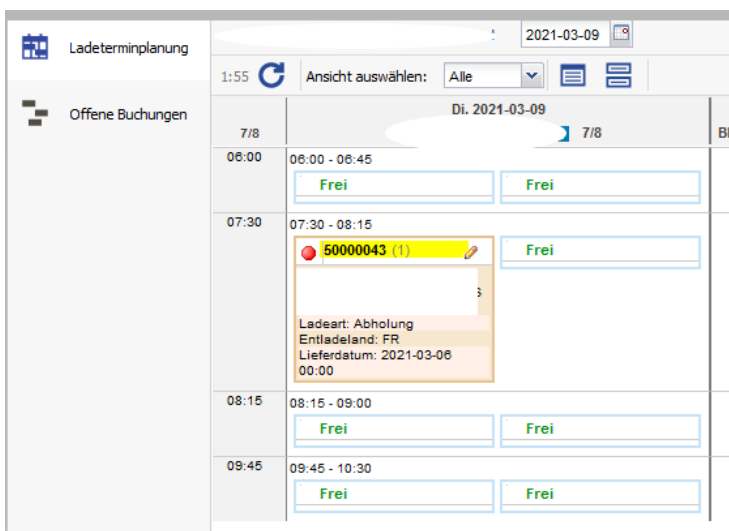 Ladeterminplanung
2021-03-09
1:55 Ansicht auswählen: Alle
Offene Buchungen
Di. 2021-03-09
7/8 7/8
06:00 06:00 - 06:45
Frei Frei
07:30 07:30 - 08:15
50000043 (1) Frei
Ladeart: Abholung
Entladeland: FR
Lieferdatum: 2021-03-06
00:00
08:15 08:15 - 09:00
Frei Frei
09:45 09:45 - 10:30
Frei Frei